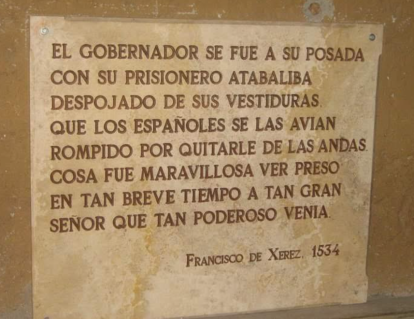 EL GOBERNADOR SE FUE A SU POSADA
CON SU PRISIONERO ATABALIBA
DESPOJADO DE SUS VESTIDURAS.
QUE LOS ESPAÑOLES SE LAS AVIAN
ROMPIDO POR QUITARLE DE LAS ANDAS.
COSA FUE MARAVILLOSA VER PRESO
EN TAN BREVE TIEMPO A TAN GRAN
SEÑOR QUE TAN PODEROSO VENIA.
FRANCISCO DE XEREZ. 1534